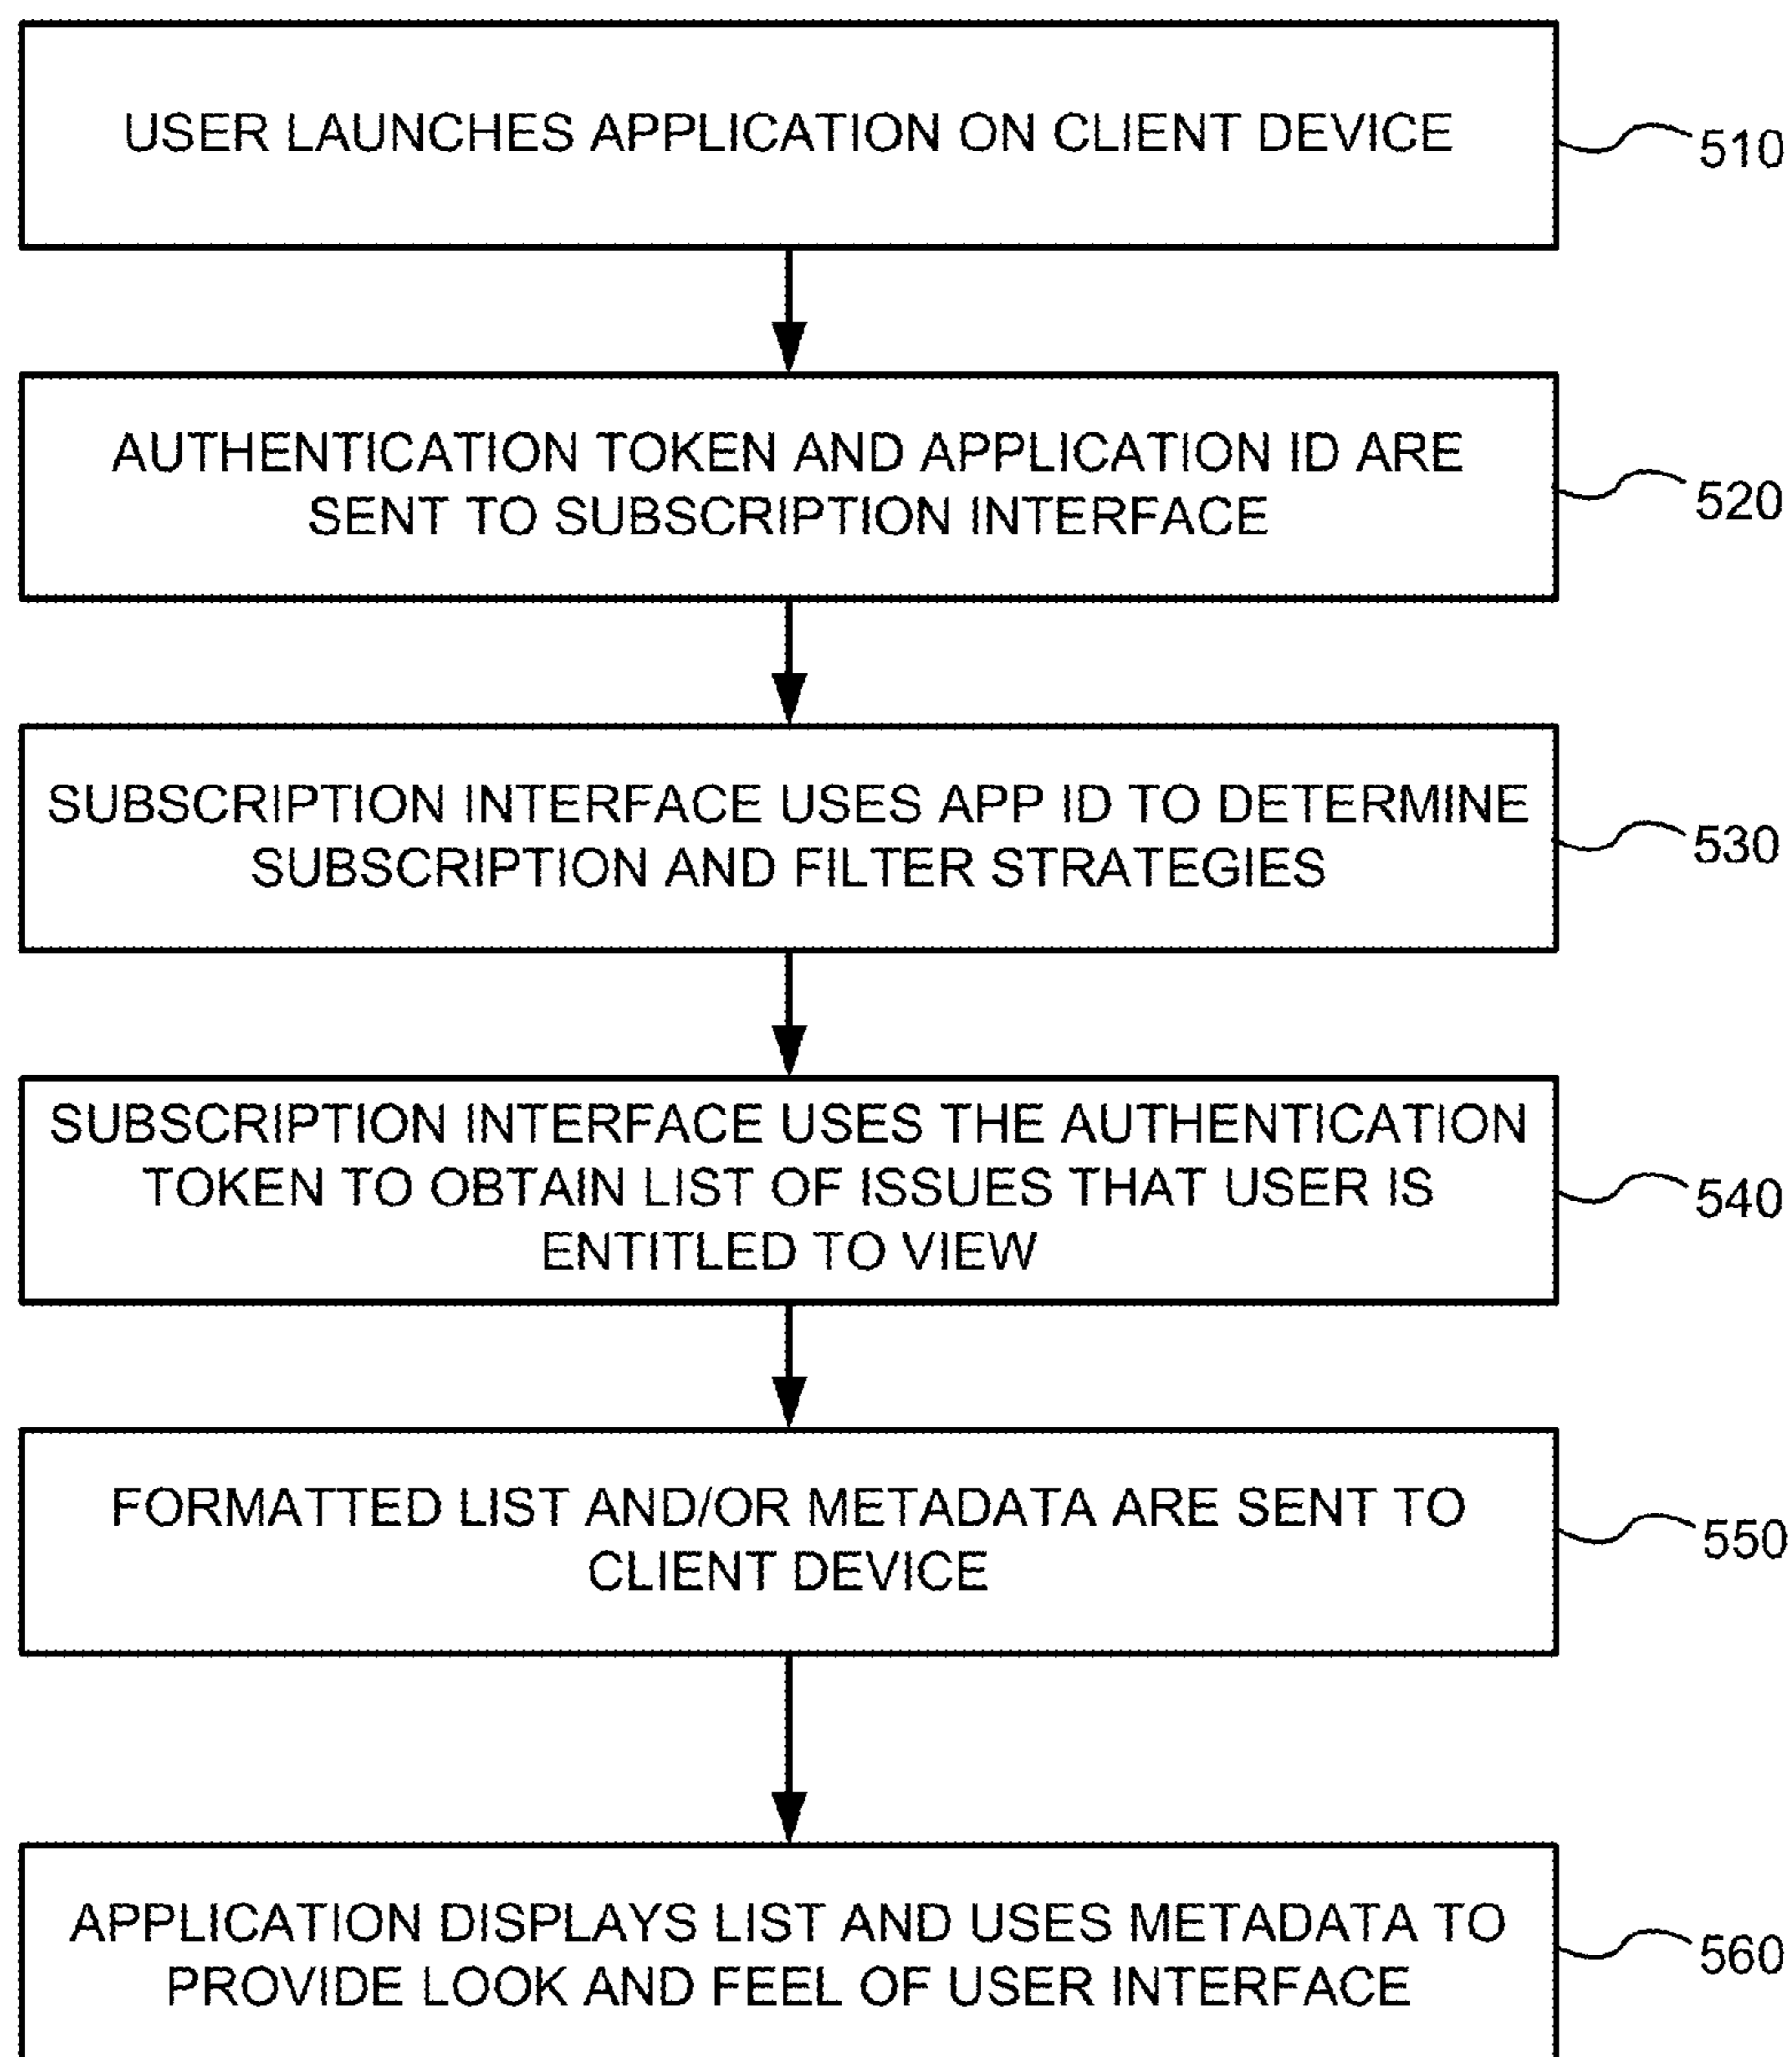 USER LAUNCHES APPLICATION ON CLIENT DEVICE
510
AUTHENTICATION TOKEN AND APPLICATION ID ARE
SENT TO SUBSCRIPTION INTERFACE
520
SUBSCRIPTION INTERFACE USES APP ID TO DETERMINE
SUBSCRIPTION AND FILTER STRATEGIES
530
SUBSCRIPTION INTERFACE USES THE AUTHENTICATION
TOKEN TO OBTAIN LIST OF ISSUES THAT USER IS
ENTITLED TO VIEW
540
FORMATTED LIST AND/OR METADATA ARE SENT TO
CLIENT DEVICE
550
APPLICATION DISPLAYS LIST AND USES METADATA TO
PROVIDE LOOK AND FEEL OF USER INTERFACE
560